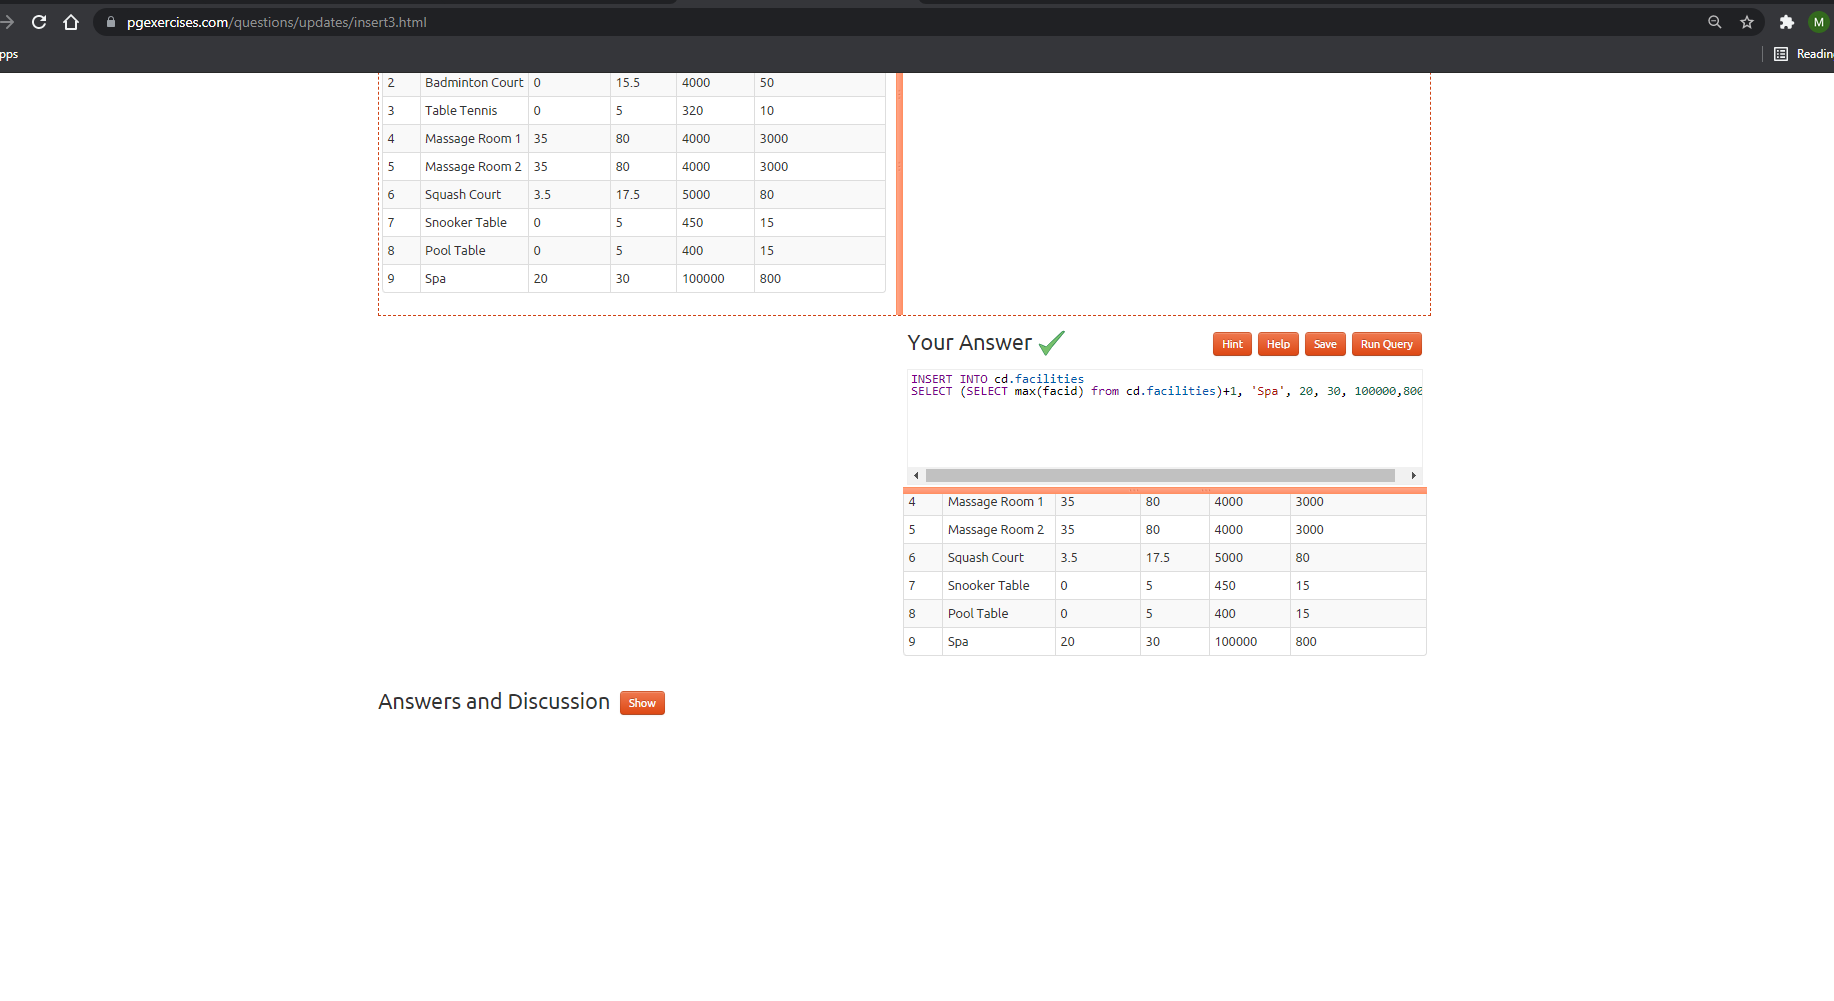 pgexercises.com/questions/updates/insert3.html
M
pps
Readin
2 Badminton Court 0 15.5 4000 50
3 Table Tennis 0 5 320 10
4 Massage Room 1 35 80 4000 3000
5 Massage Room 2 35 80 4000 3000
6 Squash Court 3.5 17.5 5000 80
7 Snooker Table 0 5 450 15
8 Pool Table 0 5 400 15
9 Spa 20 30 100000 800
Your Answer Hint Help Save Run Query
INSERT INTO cd.facilities
SELECT (SELECT max(facid) from cd.facilities)+1, 'Spa', 20, 30, 100000,800
4 Massage Room 1 35 80 4000 3000
5 Massage Room 2 35 80 4000 3000
6 Squash Court 3.5 17.5 5000 80
7 Snooker Table 0 5 450 15
8 Pool Table 0 5 400 15
9 Spa 20 30 100000 800
Answers and Discussion Show